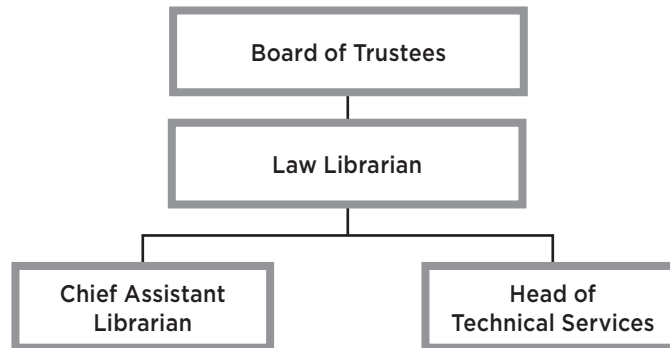 Board of Trustees
Law Librarian
Chief Assistant
Librarian
Head of
Technical Services